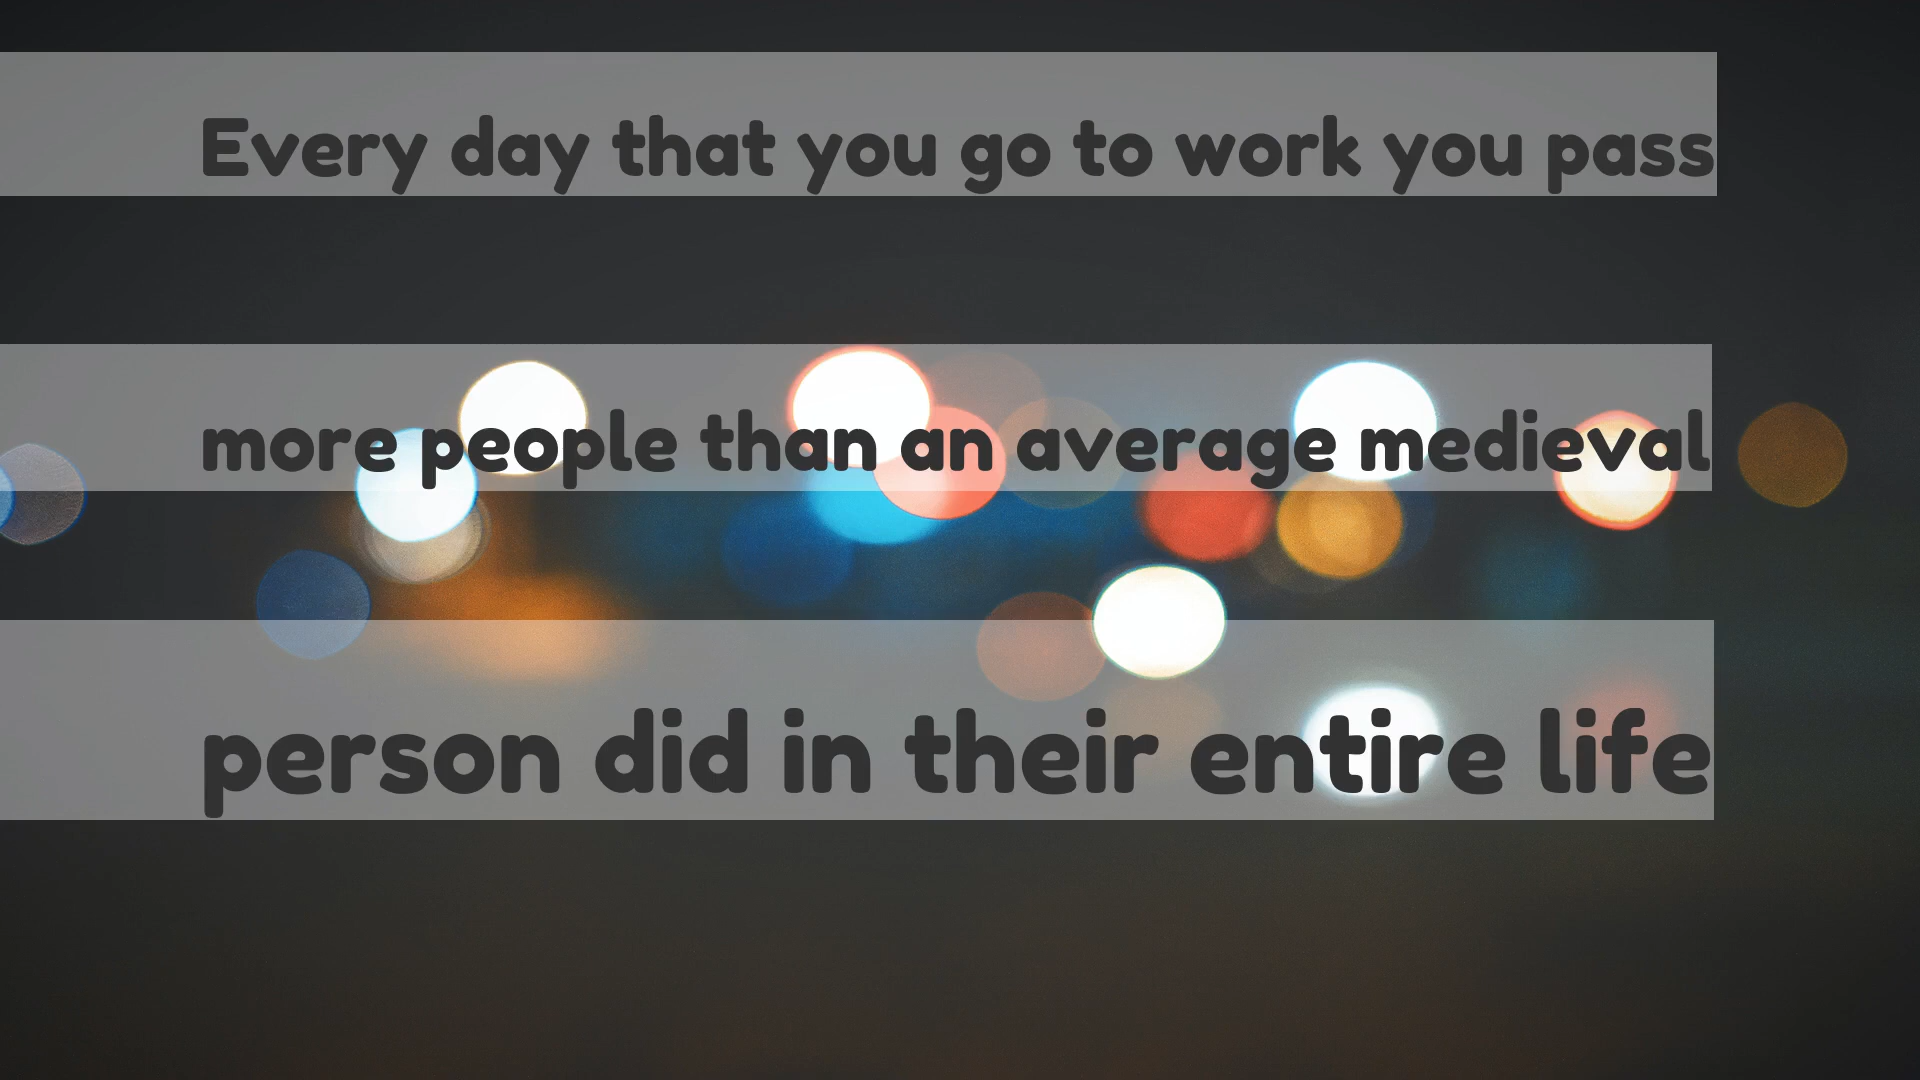 Every day that you go to work you pass
more people than an average medieval
person did in their entire life